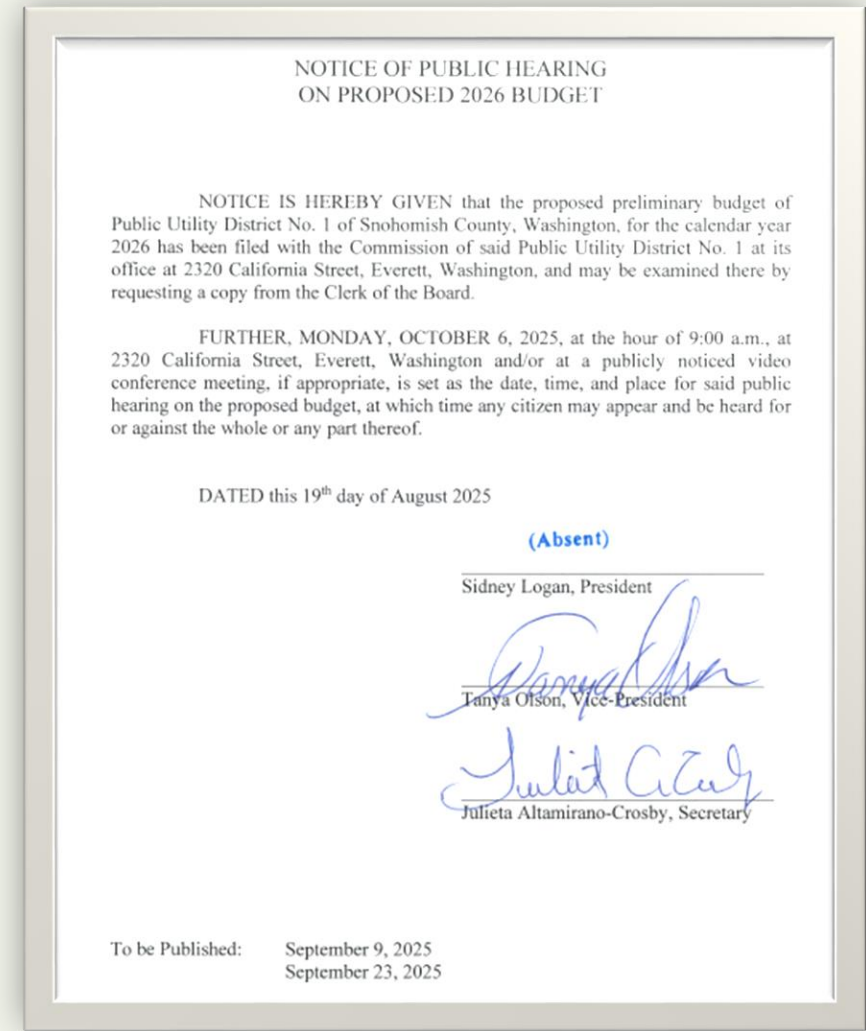 NOTICE OF PUBLIC HEARING
ON PROPOSED 2026 BUDGET
NOTICE IS HEREBY GIVEN that the proposed preliminary budget of
Public Utility District No. 1 of Snohomish County, Washington, for the calendar year
2026 has been filed with the Commission of said Public Utility District No. 1 at its
office at 2320 California Street, Everett, Washington, and may be examined there by
requesting a copy from the Clerk of the Board.
FURTHER, MONDAY, OCTOBER 6, 2025, at the hour of 9:00 a.m., at
2320 California Street, Everett, Washington and/or at a publicly noticed video
conference meeting, if appropriate, is set as the date, time, and place for said public
hearing on the proposed budget, at which time any citizen may appear and be heard for
or against the whole or any part thereof.
DATED this 19th day of August 2025
(Absent)
Sidney Logan, President
Tanya Olson
Tanya Olson, Vice-President
Julieta Altamirano-Crosby, Secretary
To be Published: September 9, 2025
September 23, 2025